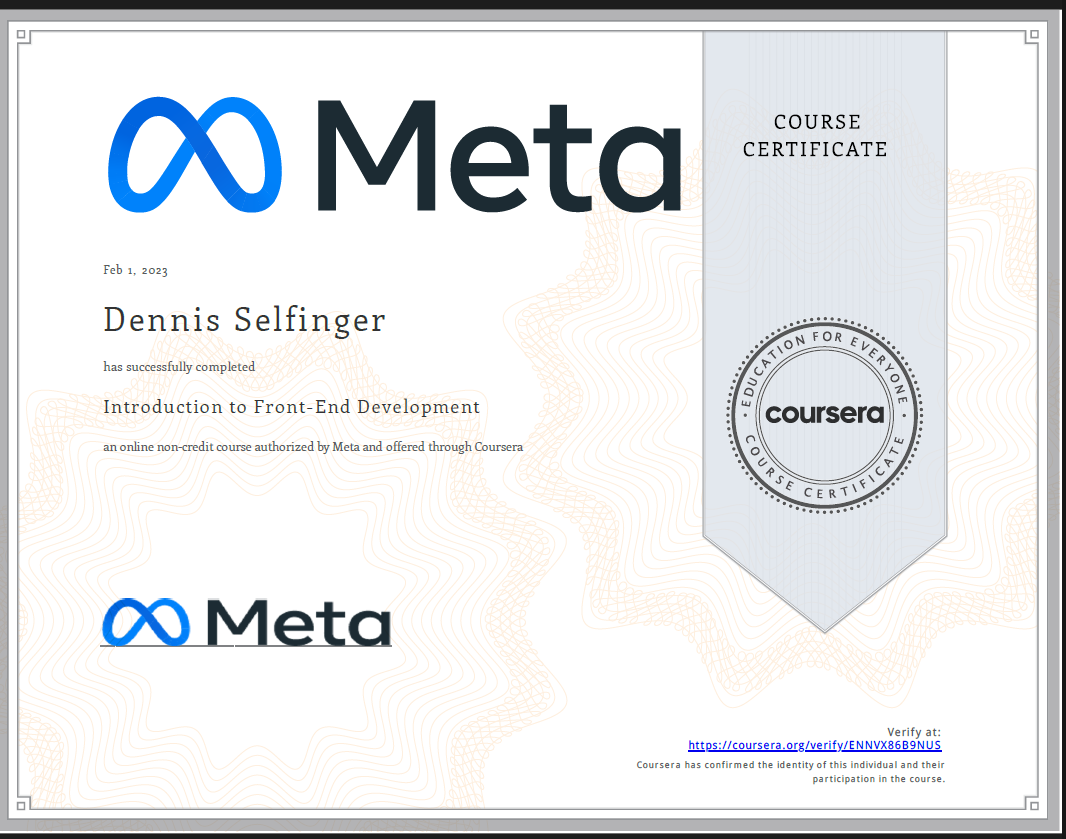 Meta
COURSE
CERTIFICATE
Feb 1, 2023
Dennis Selfinger
has successfully completed
Introduction to Front-End Development
an online non-credit course authorized by Meta and offered through Coursera
EDUCATION FOR EVERYONE
coursera
COURSE CERTIFICATE
Meta
Verify at:
https://coursera.org/verify/ENNVX86B9NUS
Coursera has confirmed the identity of this individual and their
participation in the course.